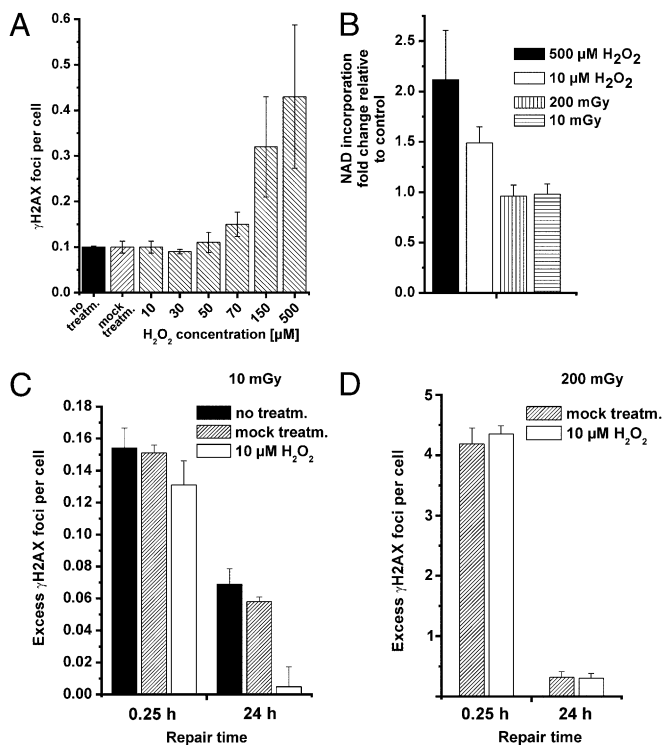 A
γH2AX foci per cell
0.6
0.5
0.4
0.3
0.2
0.1
0.0
no treatm.
mock treatm.
10
30
50
70
150
500
H₂O₂ concentration [µM]
B
NAD incorporation
fold change relative
to control
2.5
2.0
1.5
1.0
0.5
0.0
500 µM H₂O₂
10 µM H₂O₂
200 mGy
10 mGy
C
10 mGy
Excess γH2AX foci per cell
0.18
0.16
0.14
0.12
0.10
0.08
0.06
0.04
0.02
0.00
no treatm.
mock treatm.
10 µM H₂O₂
0.25 h
24 h
Repair time
D
200 mGy
Excess γH2AX foci per cell
5
4
3
2
1
mock treatm.
10 µM H₂O₂
0.25 h
24 h
Repair time